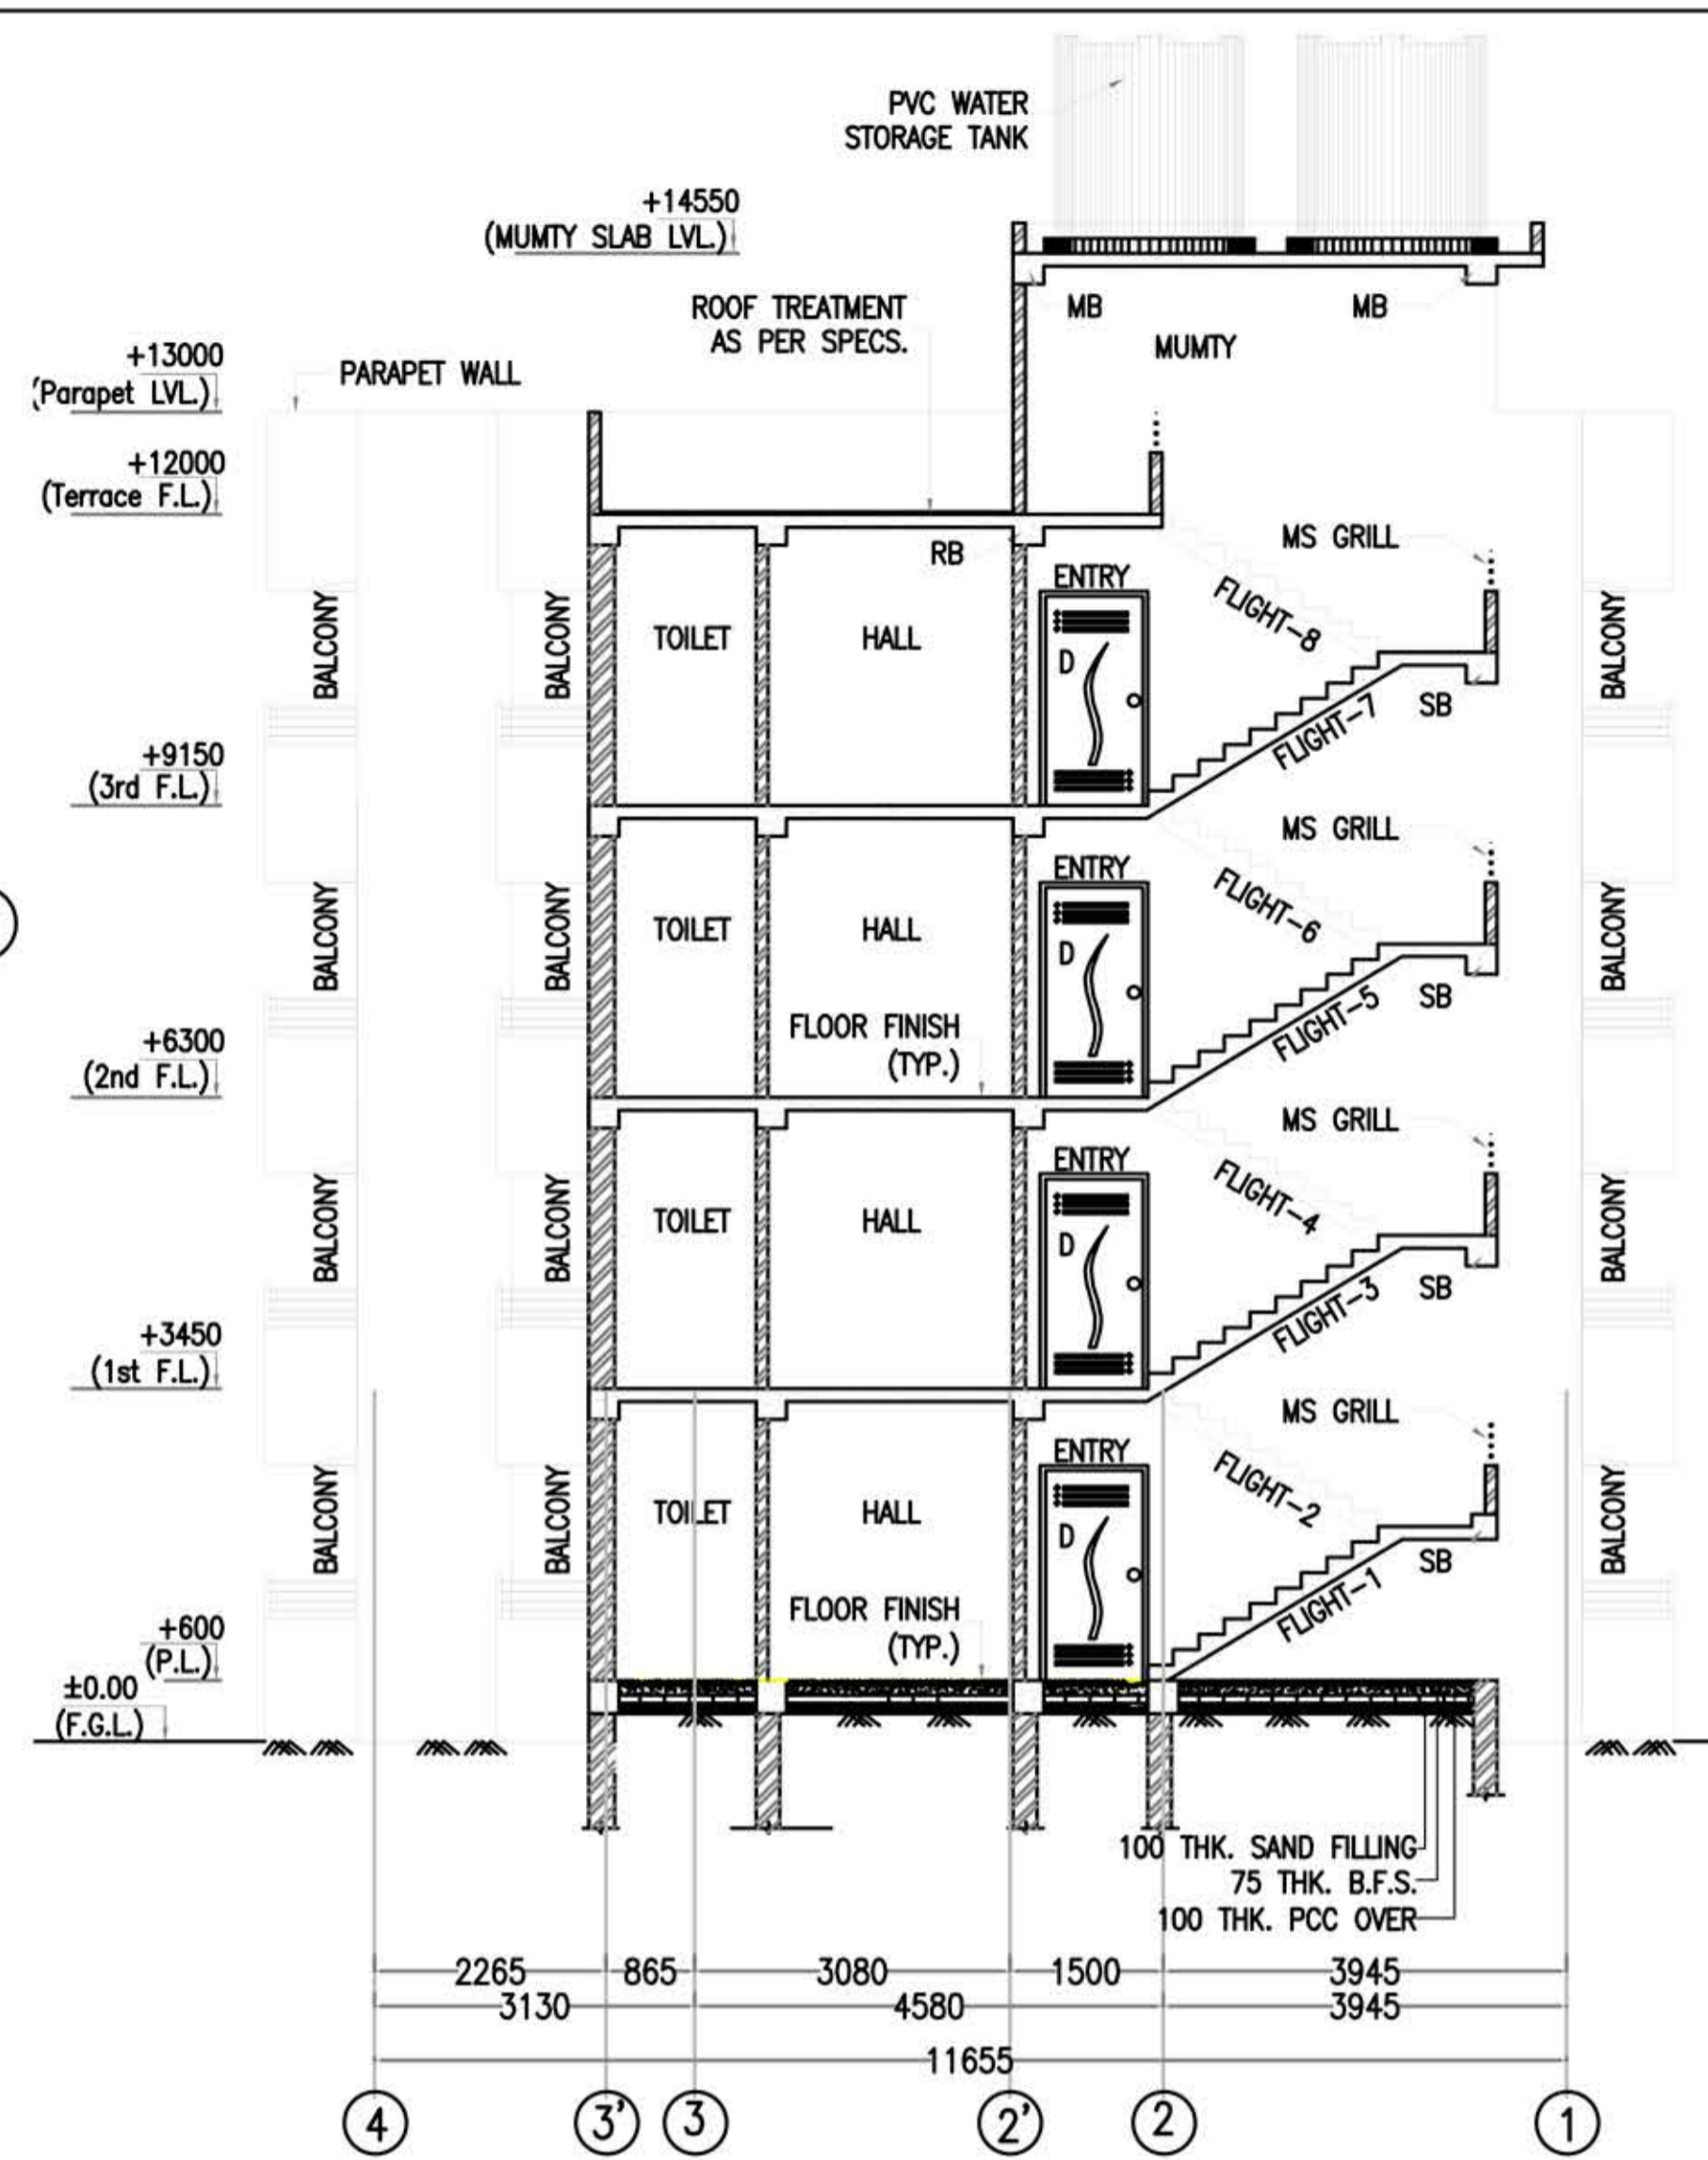 PVC WATER
STORAGE TANK
+14550
(MUMTY SLAB LVL.)
MB
MB
ROOF TREATMENT
AS PER SPECS.
MUMTY
+13000
(Parapet LVL.)
PARAPET WALL
+12000
(Terrace F.L.)
MS GRILL
RB
ENTRY
FLIGHT-8
BALCONY
BALCONY
TOILET
HALL
D
BALCONY
SB
FLIGHT-7
+9150
(3rd F.L.)
MS GRILL
ENTRY
FLIGHT-6
BALCONY
BALCONY
TOILET
HALL
D
BALCONY
SB
FLIGHT-5
FLOOR FINISH
(TYP.)
+6300
(2nd F.L.)
MS GRILL
ENTRY
FLIGHT-4
BALCONY
BALCONY
TOILET
HALL
D
BALCONY
SB
FLIGHT-3
+3450
(1st F.L.)
MS GRILL
ENTRY
FLIGHT-2
BALCONY
BALCONY
TOILET
HALL
D
BALCONY
SB
FLIGHT-1
FLOOR FINISH
(TYP.)
+600
(P.L.)
±0.00
(F.G.L.)
100 THK. SAND FILLING
75 THK. B.F.S.
100 THK. PCC OVER
2265 865 3080 1500 3945
3130 4580 3945
11655
4 3' 3 2' 2 1